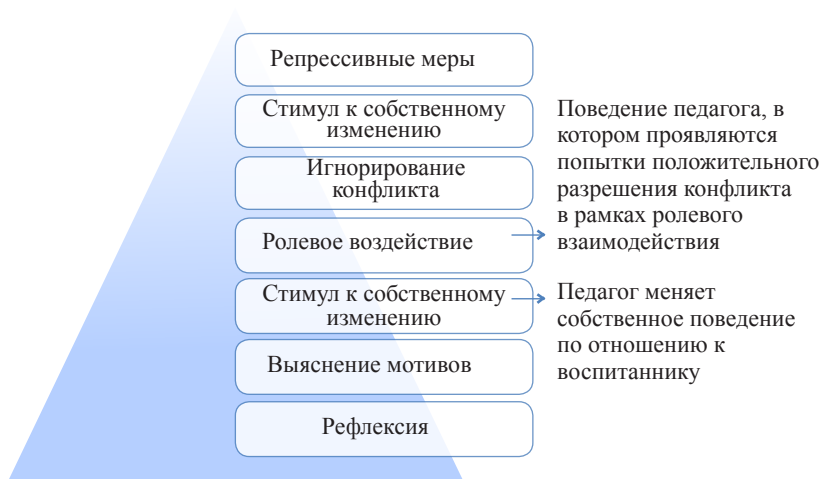 Репрессивные меры
Стимул к собственному
изменению
Игнорирование
конфликта
Ролевое воздействие
Стимул к собственному
изменению
Выяснение мотивов
Рефлексия
Поведение педагога, в
котором проявляются
попытки положительного
разрешения конфликта
в рамках ролевого
взаимодействия
Педагог меняет
собственное поведение
по отношению к
воспитаннику